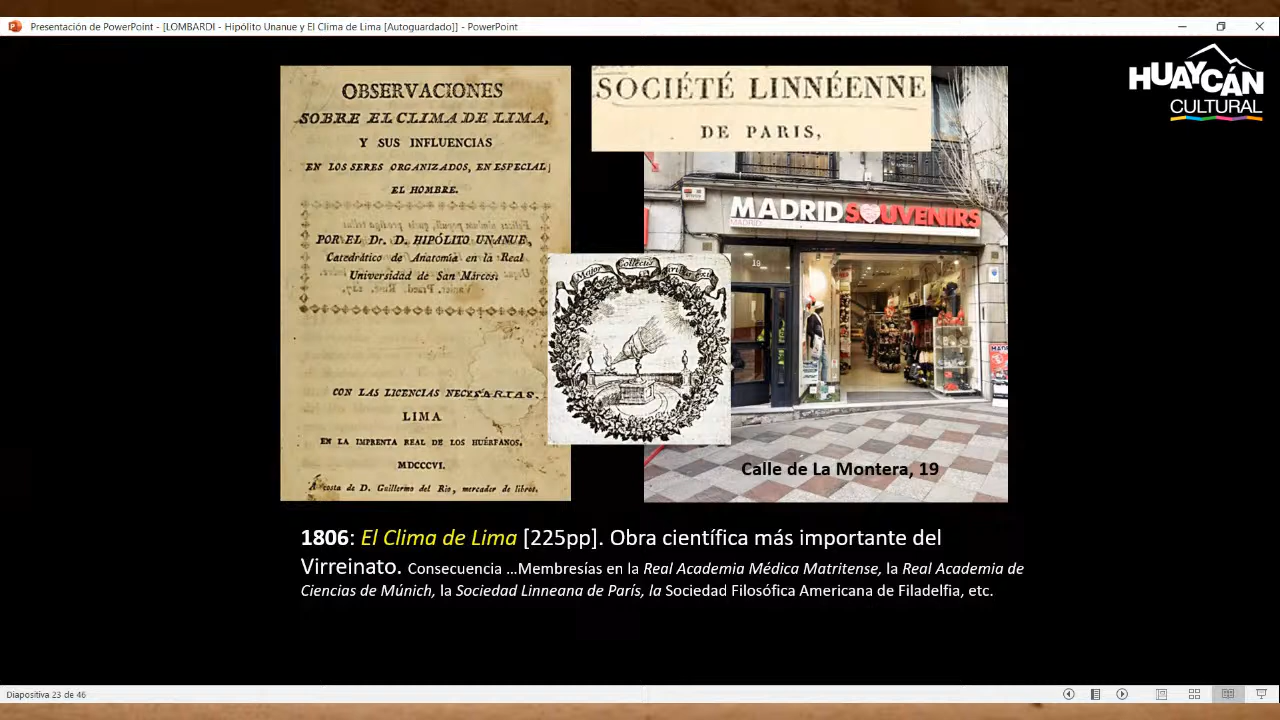 Presentación de PowerPoint - [LOMBARDI - Hipólito Unanue y El Clima de Lima [Autoguardado]] - PowerPoint
HUAYCÁN
CULTURAL
OBSERVACIONES
SOBRE EL CLIMA DE LIMA,
Y SUS INFLUENCIAS
EN LOS SERES ORGANIZADOS, EN ESPECIAL
EL HOMBRE.
POR EL Dr. D. HIPÓLITO UNANUE,
Catedrático de Anatomía en la Real
Universidad de San Márcos.
CON LAS LICENCIAS NECESARIAS.
LIMA
EN LA IMPRENTA REAL DE LOS HUÉRFANOS.
MDCCCVI.
A costa de D. Guillermo del Rio, mercader de libros.
SOCIÉTÉ LINNÉENNE
DE PARIS,
Major Collectis
MADRID SOUVENIRS
MADRID
19
Calle de La Montera, 19
1806: El Clima de Lima [225pp]. Obra científica más importante del
Virreinato. Consecuencia ...Membresías en la Real Academia Médica Matritense, la Real Academia de
Ciencias de Múnich, la Sociedad Linneana de París, la Sociedad Filosófica Americana de Filadelfia, etc.
Diapositiva 23 de 46